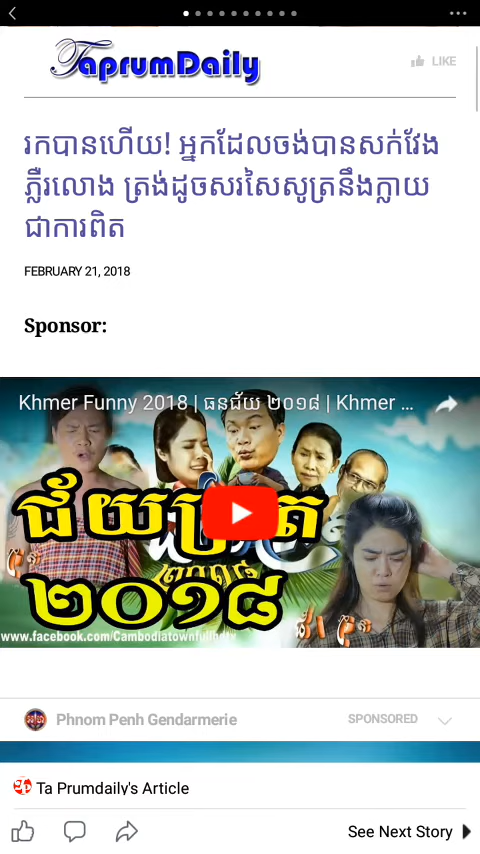 TaprumDaily
LIKE
រកបានហើយ! អ្នកដែលចង់បានសក់វែង
ភ្លឺរលោង ត្រង់ដូចសរសៃសូត្រនឹងក្លាយ
ជាការពិត
FEBRUARY 21, 2018
Sponsor:
Khmer Funny 2018 | ធនជ័យ ២០១៨ | Khmer ...
២០១៨
www.facebook.com/Cambodiatownfullhdtv
Phnom Penh Gendarmerie
SPONSORED
Ta Prumdaily's Article
See Next Story